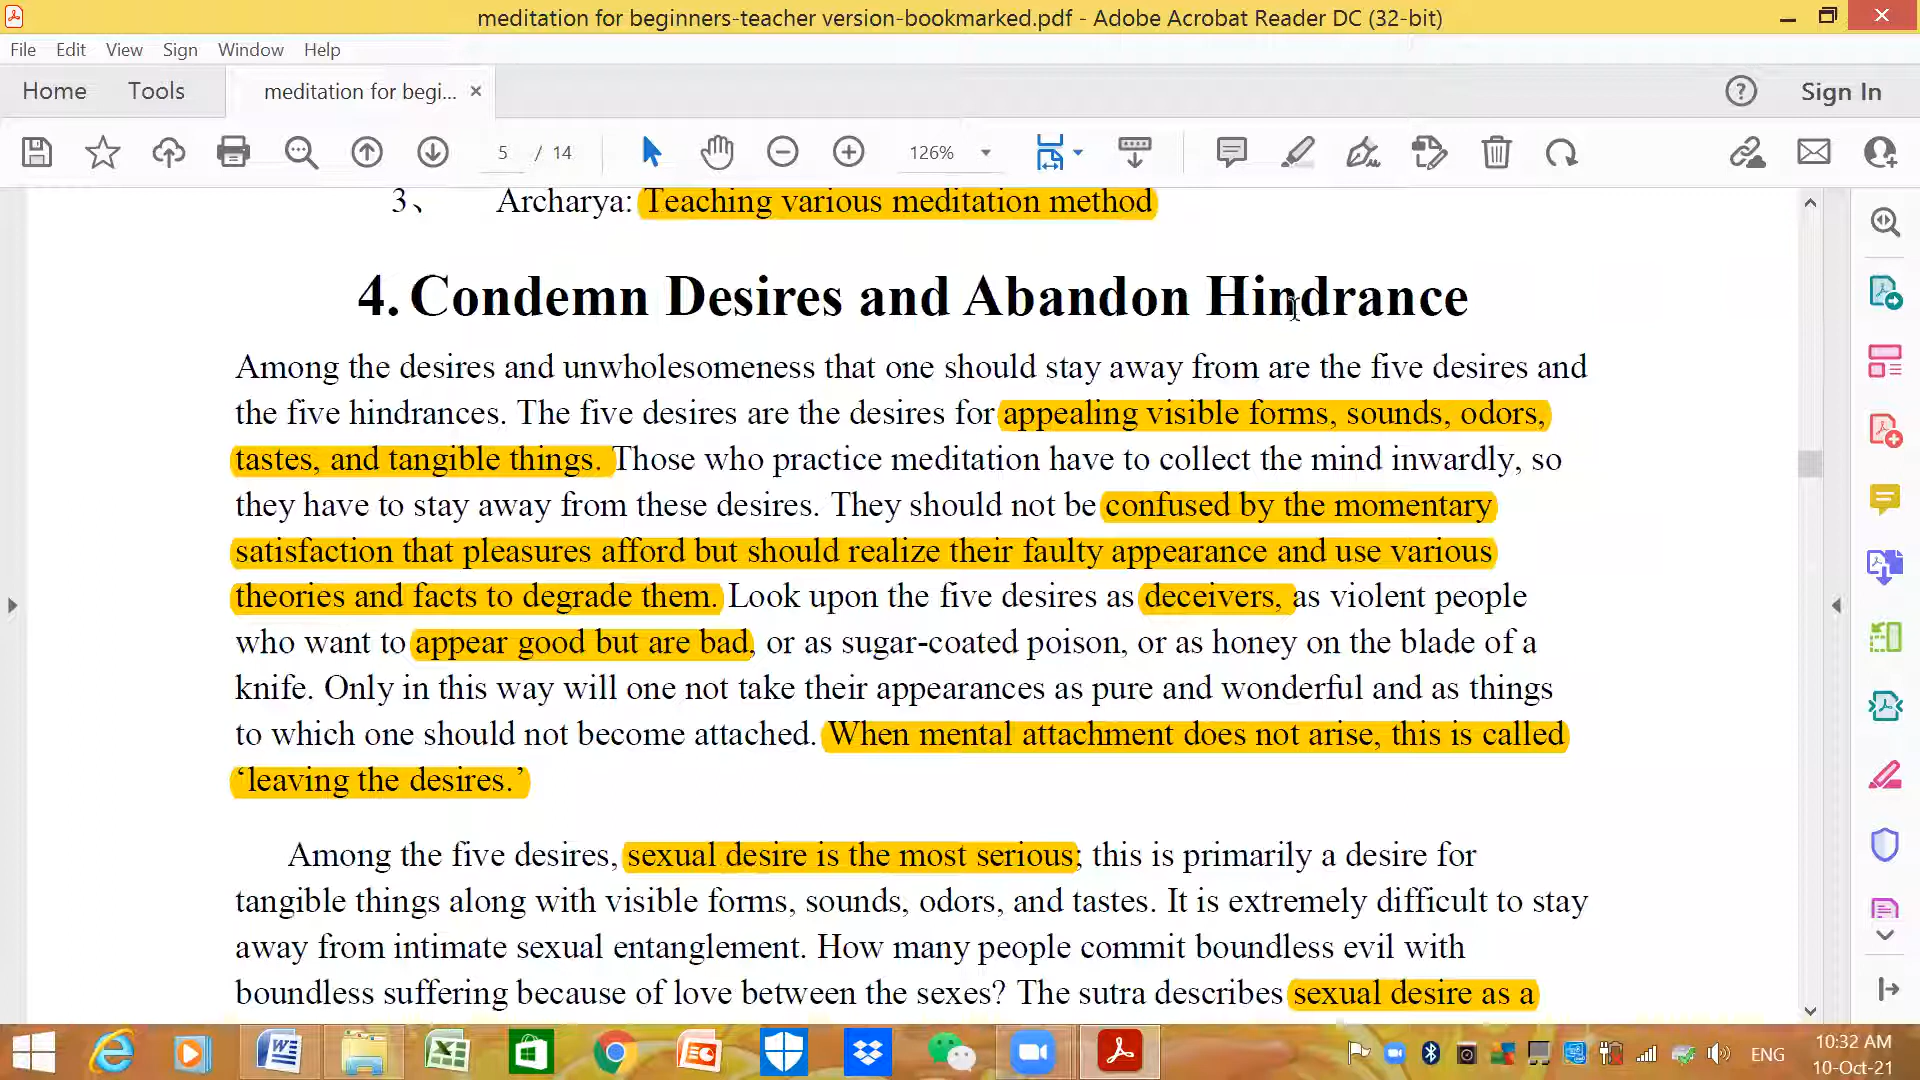 meditation for beginners-teacher version-bookmarked.pdf - Adobe Acrobat Reader DC (32-bit)
File Edit View Sign Window Help
Home Tools meditation for begi... × Sign In
5 / 14 126%
3、 Archarya: Teaching various meditation method
4. Condemn Desires and Abandon Hindrance
Among the desires and unwholesomeness that one should stay away from are the five desires and
the five hindrances. The five desires are the desires for appealing visible forms, sounds, odors,
tastes, and tangible things. Those who practice meditation have to collect the mind inwardly, so
they have to stay away from these desires. They should not be confused by the momentary
satisfaction that pleasures afford but should realize their faulty appearance and use various
theories and facts to degrade them. Look upon the five desires as deceivers, as violent people
who want to appear good but are bad, or as sugar-coated poison, or as honey on the blade of a
knife. Only in this way will one not take their appearances as pure and wonderful and as things
to which one should not become attached. When mental attachment does not arise, this is called
‘leaving the desires.’
Among the five desires, sexual desire is the most serious; this is primarily a desire for
tangible things along with visible forms, sounds, odors, and tastes. It is extremely difficult to stay
away from intimate sexual entanglement. How many people commit boundless evil with
boundless suffering because of love between the sexes? The sutra describes sexual desire as a
ENG
10:32 AM
10-Oct-21